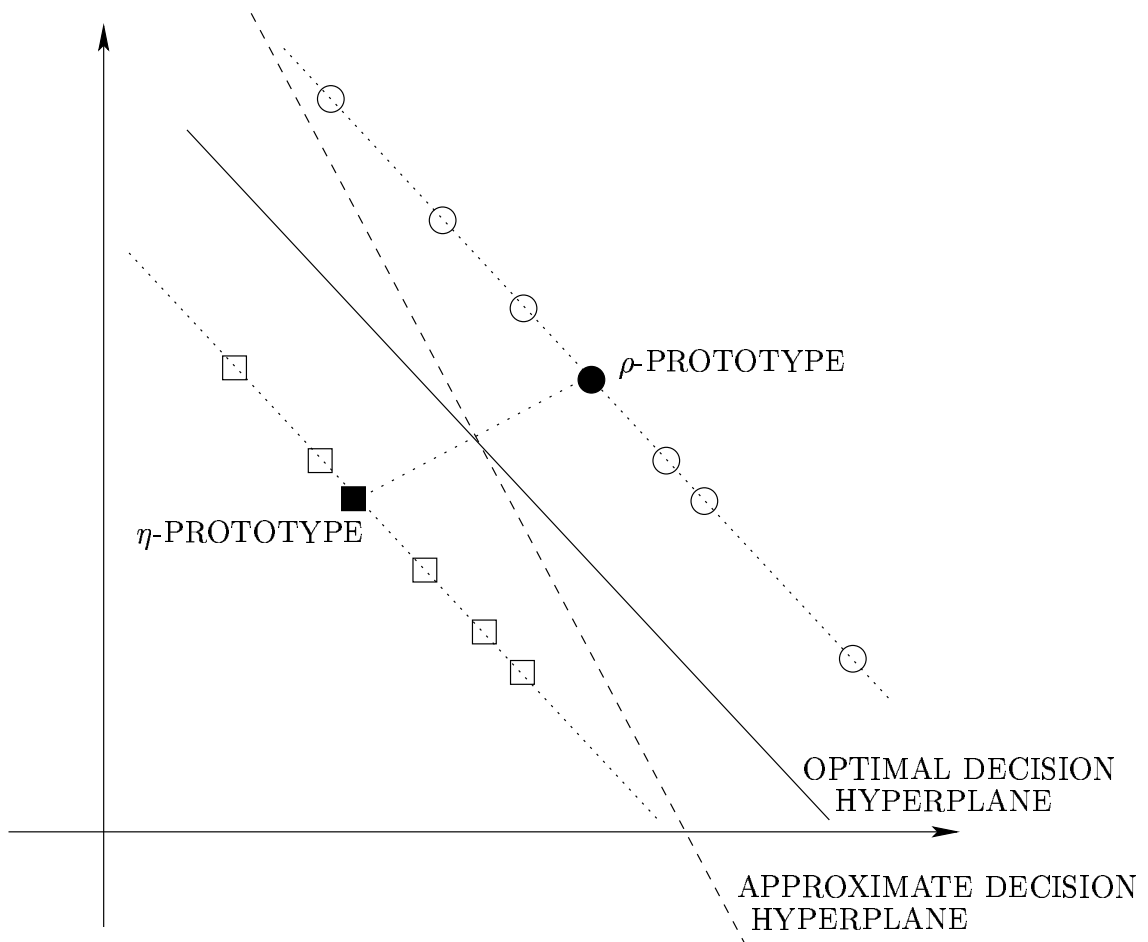 ρ-PROTOTYPE
η-PROTOTYPE
OPTIMAL DECISION
HYPERPLANE
APPROXIMATE DECISION
HYPERPLANE